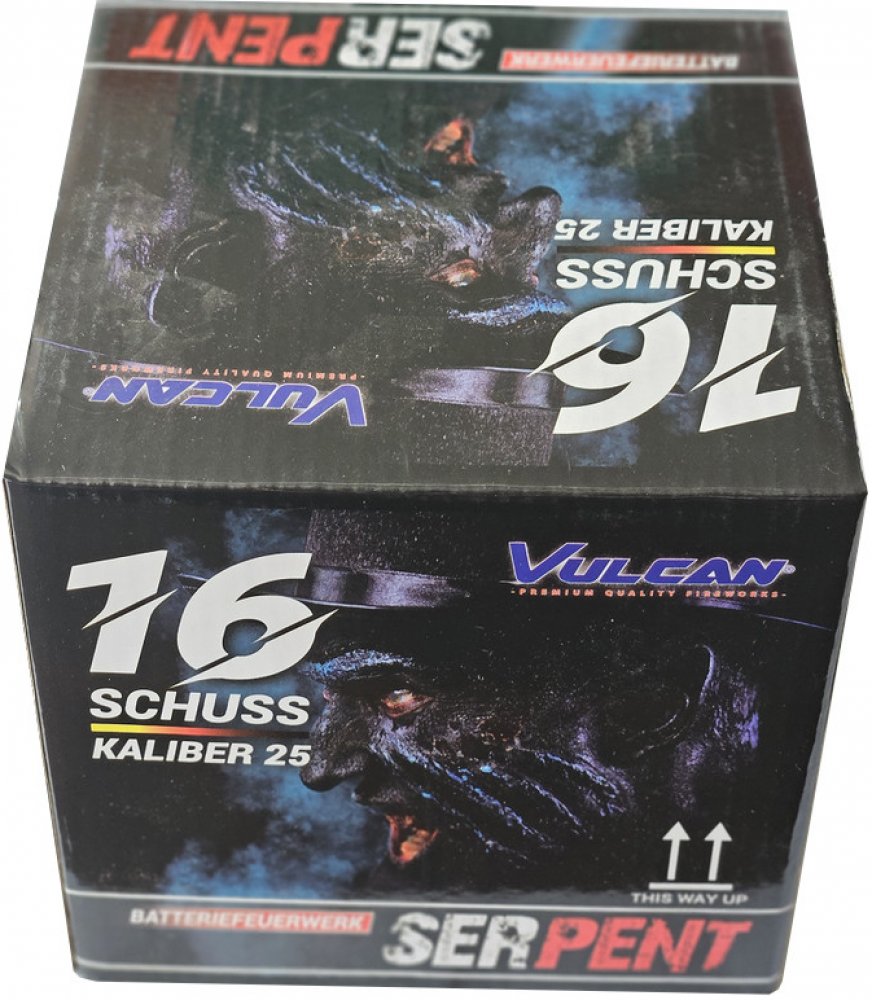 SERPENT
BATTERIEFEUERWERK
KALIBER 25
SCHUSS
16
VULCAN
-PREMIUM QUALITY FIREWORKS-
16
SCHUSS
KALIBER 25
VULCAN®
-PREMIUM QUALITY FIREWORKS-
THIS WAY UP
BATTERIEFEUERWERK
SERPENT